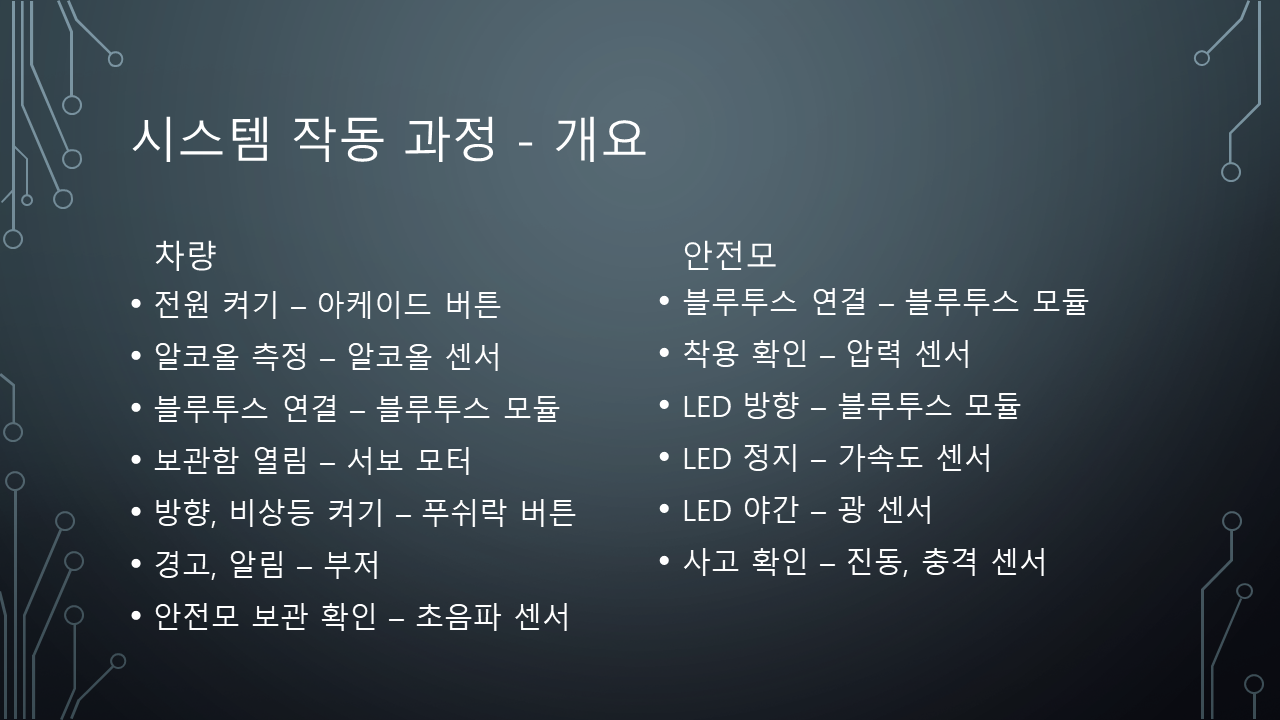 시스템 작동 과정 - 개요
차량
• 전원 켜기 – 아케이드 버튼
• 알코올 측정 – 알코올 센서
• 블루투스 연결 – 블루투스 모듈
• 보관함 열림 – 서보 모터
• 방향, 비상등 켜기 – 푸쉬락 버튼
• 경고, 알림 – 부저
• 안전모 보관 확인 – 초음파 센서
안전모
• 블루투스 연결 – 블루투스 모듈
• 착용 확인 – 압력 센서
• LED 방향 – 블루투스 모듈
• LED 정지 – 가속도 센서
• LED 야간 – 광 센서
• 사고 확인 – 진동, 충격 센서